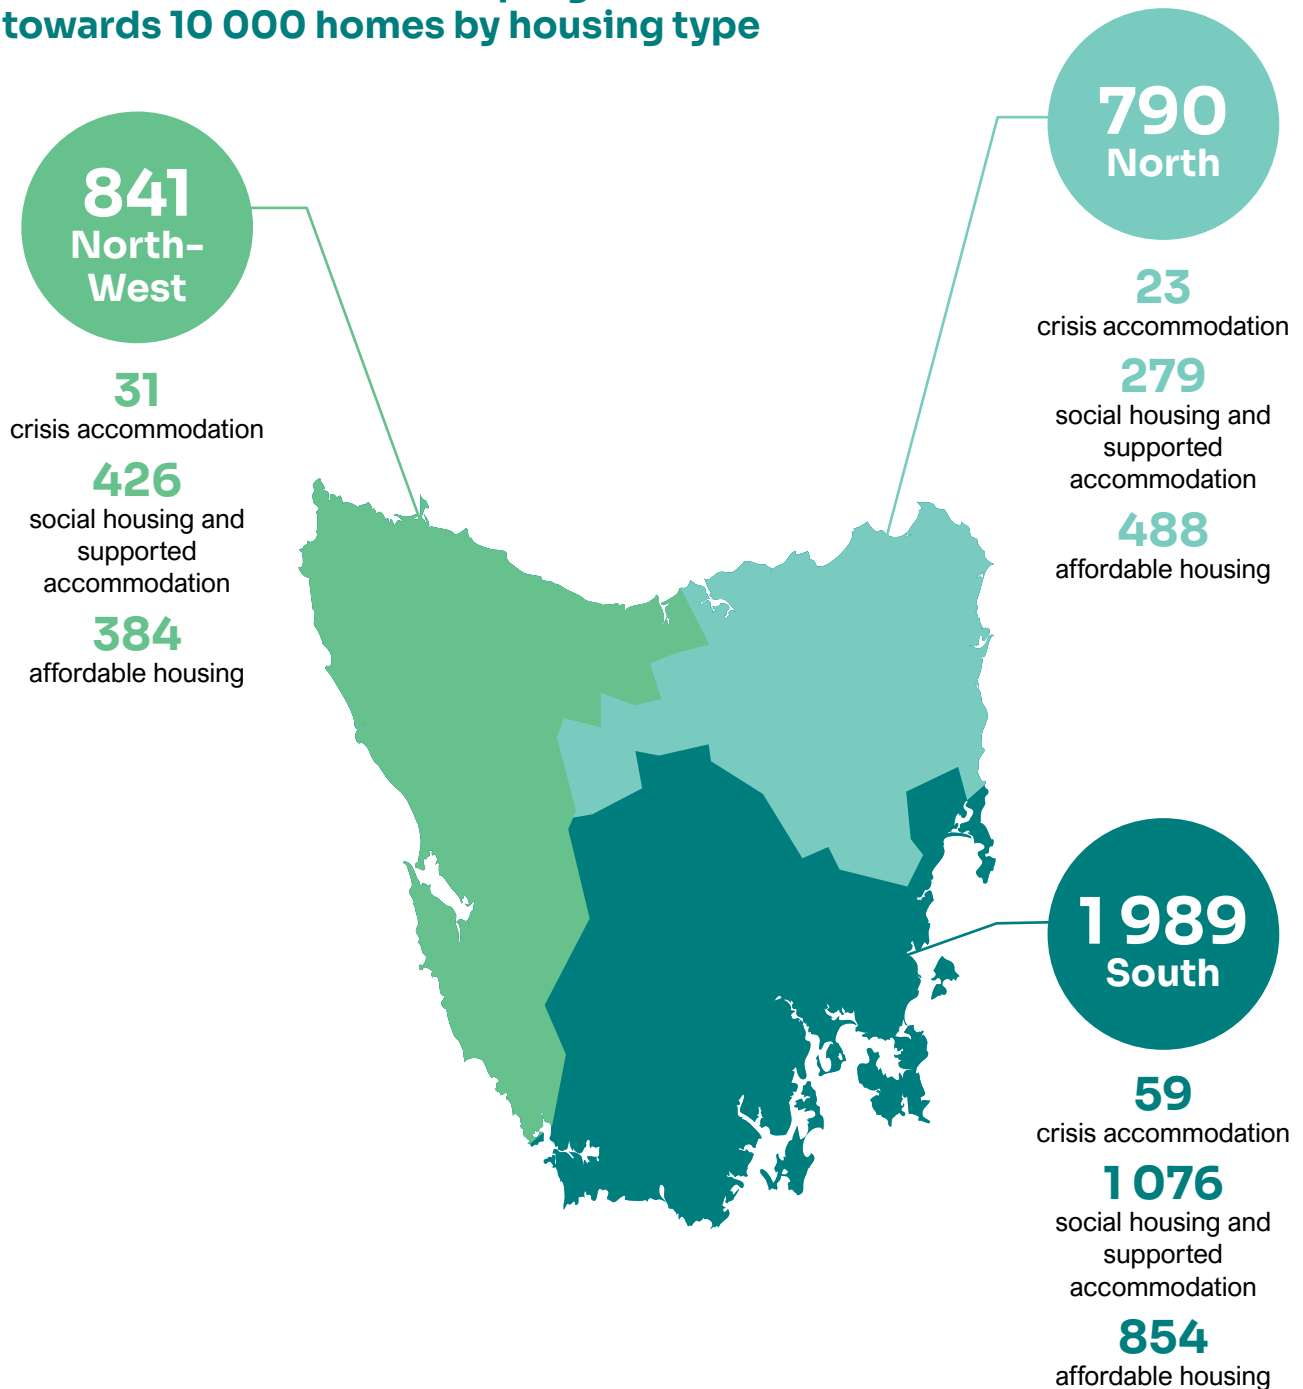 towards 10 000 homes by housing type
841
North-
West
31
crisis accommodation
426
social housing and
supported
accommodation
384
affordable housing
790
North
23
crisis accommodation
279
social housing and
supported
accommodation
488
affordable housing
1 989
South
59
crisis accommodation
1 076
social housing and
supported
accommodation
854
affordable housing